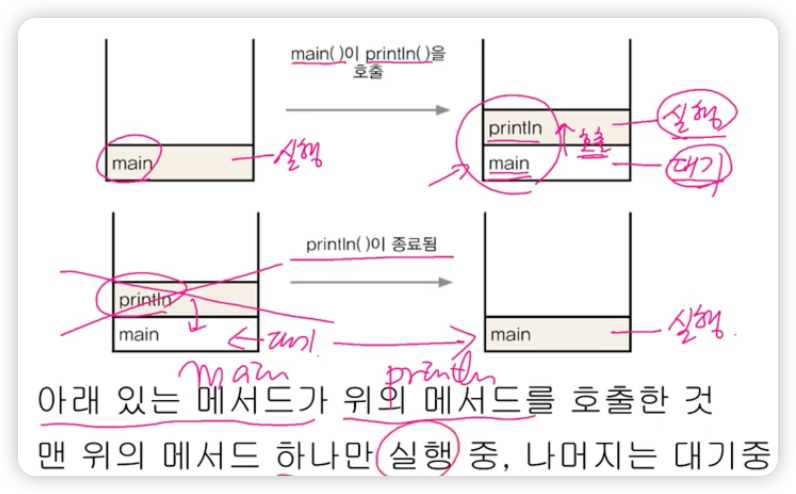 main( )이 println( )을
호출
main
실행
println
main
호출
실행
대기
println( )이 종료됨
println
main
대기
main
실행.
main
println
아래 있는 메서드가 위의 메서드를 호출한 것
맨 위의 메서드 하나만 실행 중, 나머지는 대기중